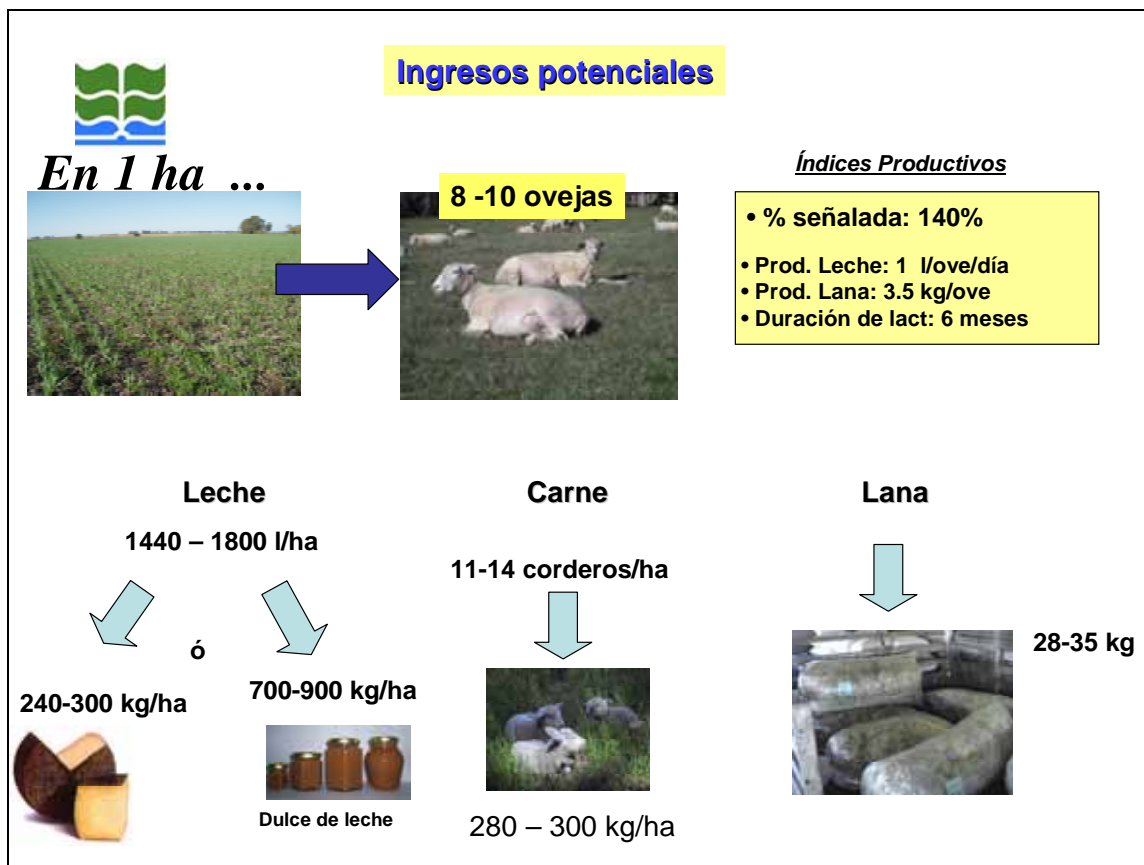 Ingresos potenciales
En 1 ha ...
8 -10 ovejas
Índices Productivos
• % señalada: 140%
• Prod. Leche: 1 l/ove/día
• Prod. Lana: 3.5 kg/ove
• Duración de lact: 6 meses
Leche
1440 – 1800 l/ha
ó
240-300 kg/ha
700-900 kg/ha
Dulce de leche
Carne
11-14 corderos/ha
280 – 300 kg/ha
Lana
28-35 kg